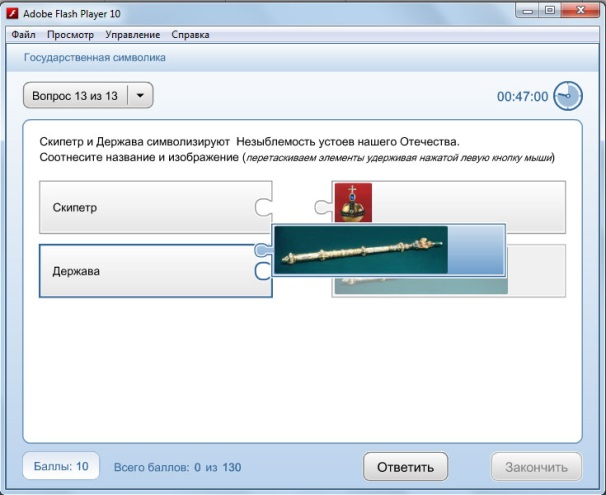 Adobe Flash Player 10
Файл Просмотр Управление Справка
Государственная символика
Вопрос 13 из 13
00:47:00
Скипетр и Держава символизируют Незыблемость устоев нашего Отечества.
Соотнесите название и изображение (перетаскиваем элементы удерживая нажатой левую кнопку мыши)
Скипетр
Держава
Баллы: 10 Всего баллов: 0 из 130 Ответить Закончить